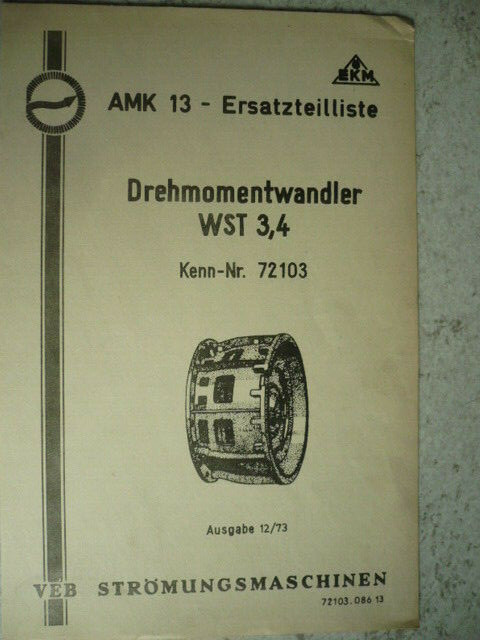 EKM
AMK 13 - Ersatzteilliste
Drehmomentwandler
WST 3,4
Kenn-Nr. 72103
Ausgabe 12/73
VEB STRÖMUNGSMASCHINEN
72103.086 13